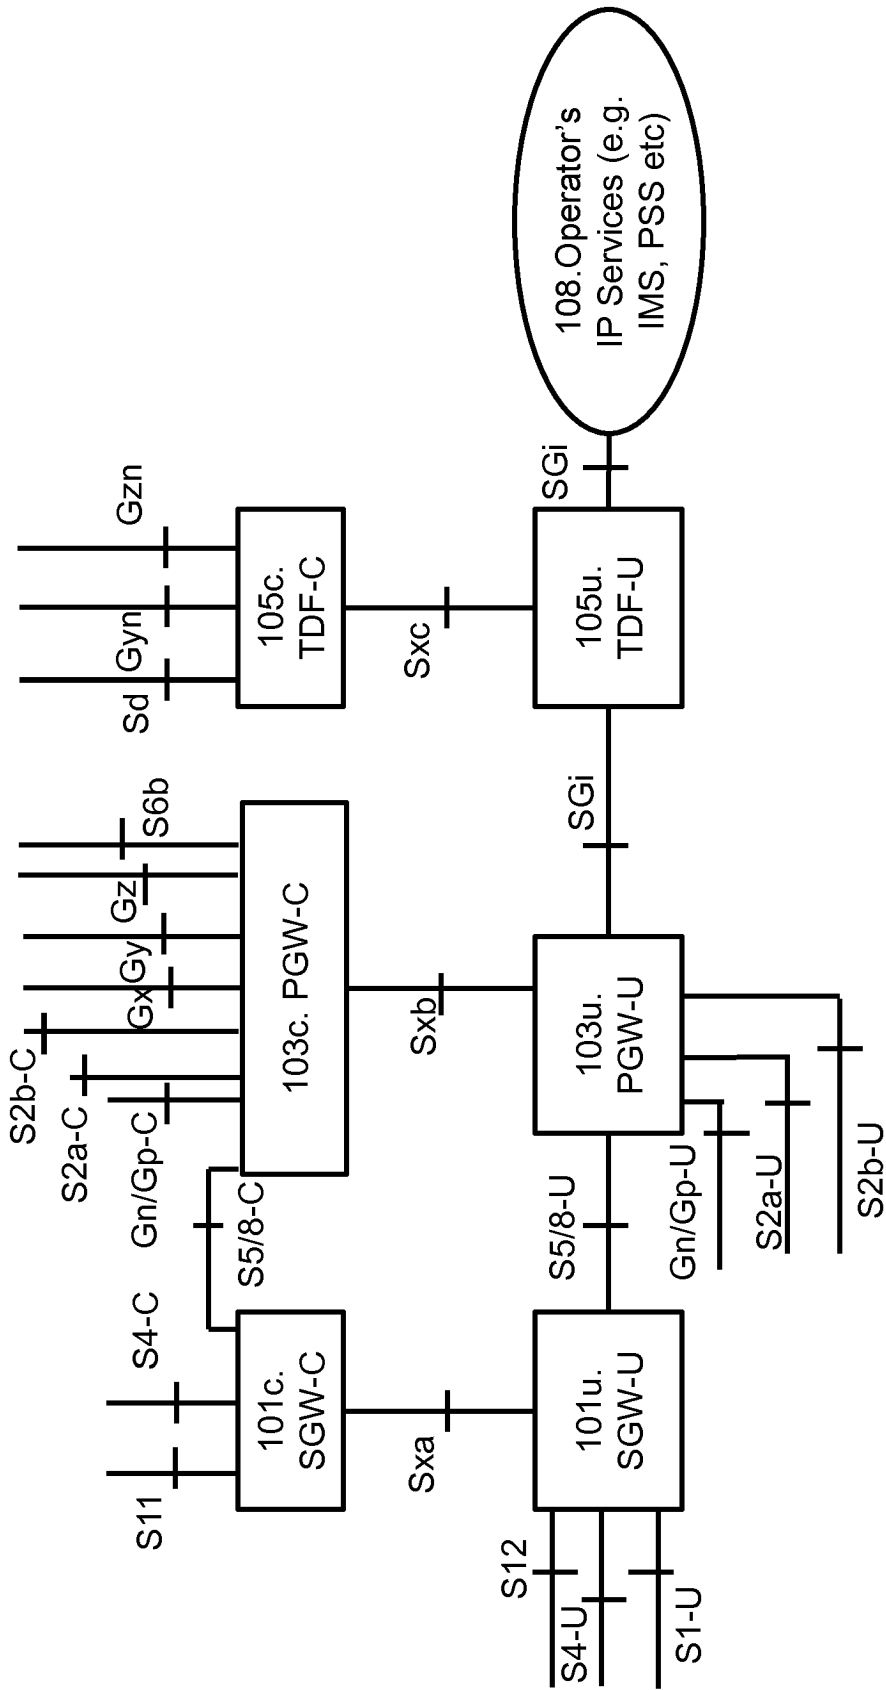 S2b-C
S2a-C
Gn/Gp-C
Gx
Gy
Gz
S6b
Sd
Gyn
Gzn
S11
S4-C
S5/8-C
101c.
SGW-C
103c. PGW-C
105c.
TDF-C
Sxa
Sxb
Sxc
S12
S4-U
S1-U
101u.
SGW-U
S5/8-U
103u.
PGW-U
SGi
105u.
TDF-U
SGi
108.Operator's
IP Services (e.g.
IMS, PSS etc)
Gn/Gp-U
S2a-U
S2b-U